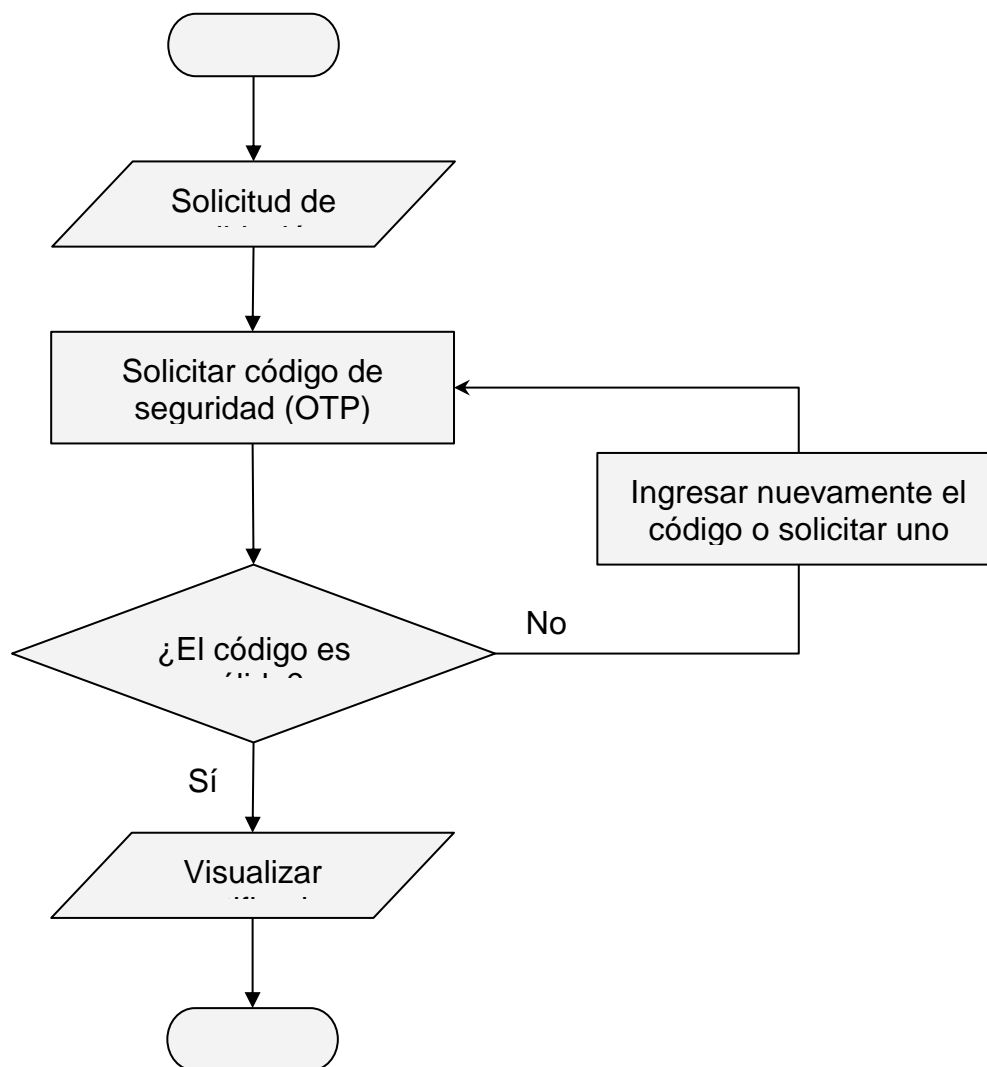 Solicitud de
Solicitar código de
seguridad (OTP)
Ingresar nuevamente el
código o solicitar uno
No
¿El código es
Sí
Visualizar